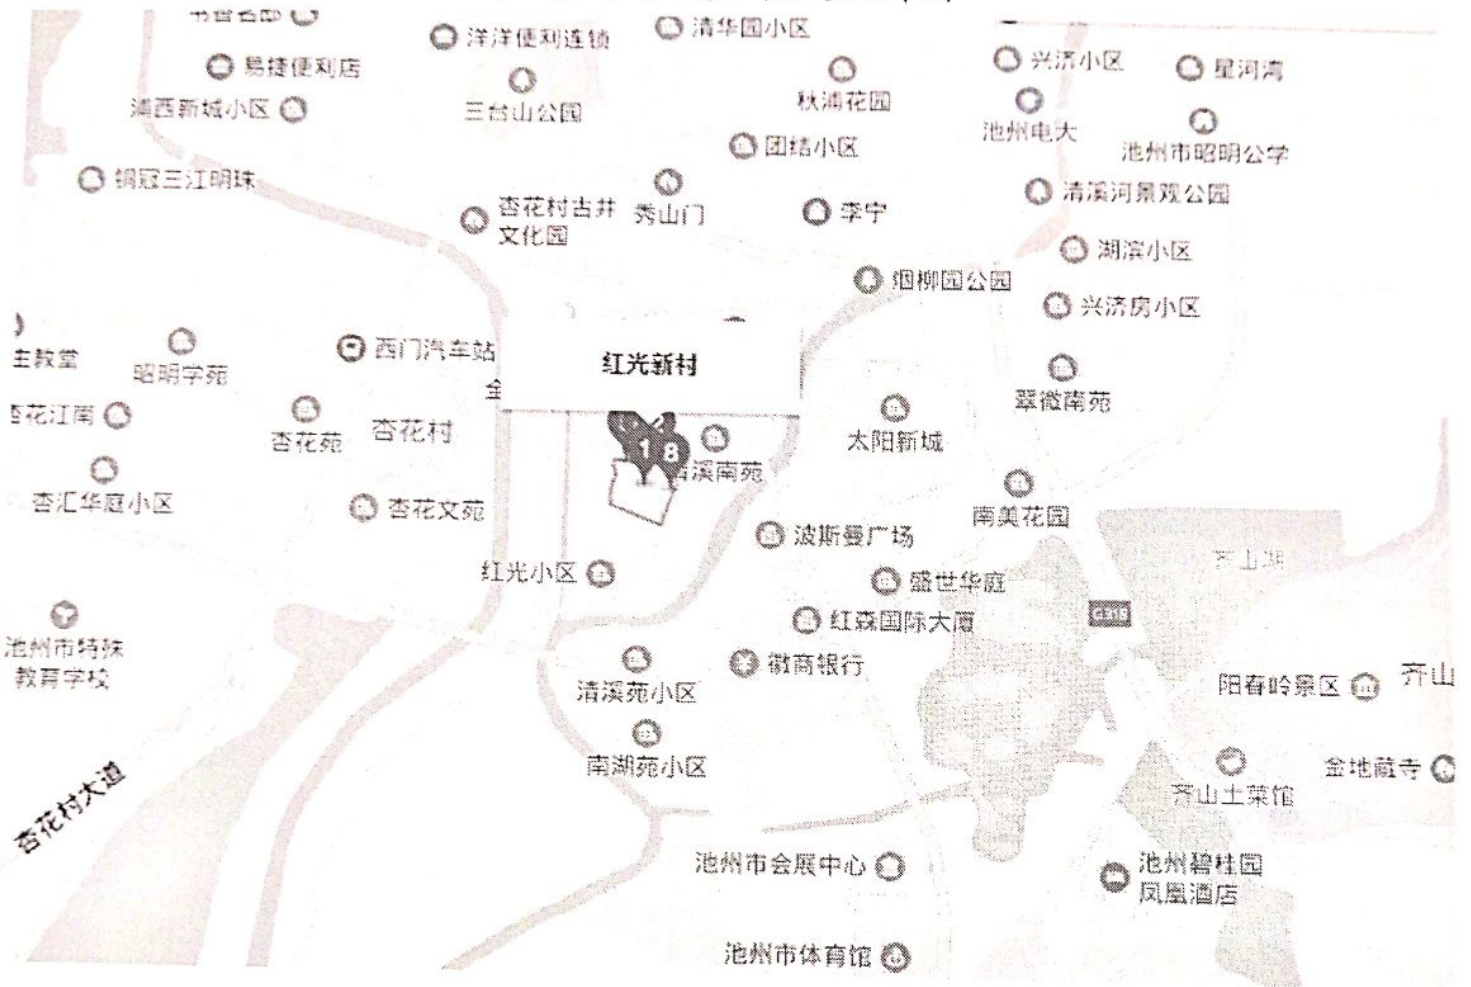 洋洋便利连锁
清华园小区
易捷便利店
兴济小区
星河湾
浦西新城小区
三台山公园
秋浦花园
池州电大
池州市昭明公学
团结小区
铜冠三江明珠
清溪河景观公园
杏花村古井
文化园
秀山门
李宁
湖滨小区
烟柳园公园
兴济房小区
主教堂
昭明学苑
西门汽车站
红光新村
金
翠微南苑
杏花江南
杏花苑
杏花村
太阳新城
1
8
溪南苑
杏汇华庭小区
杏花文苑
南美花园
波斯曼广场
齐山湖
红光小区
盛世华庭
G318
红森国际大厦
池州市特殊
教育学校
清溪苑小区
徽商银行
阳春岭景区
齐山
南湖苑小区
金地藏寺
齐山土菜馆
杏花村大道
池州市会展中心
池州碧桂园
凤凰酒店
池州市体育馆